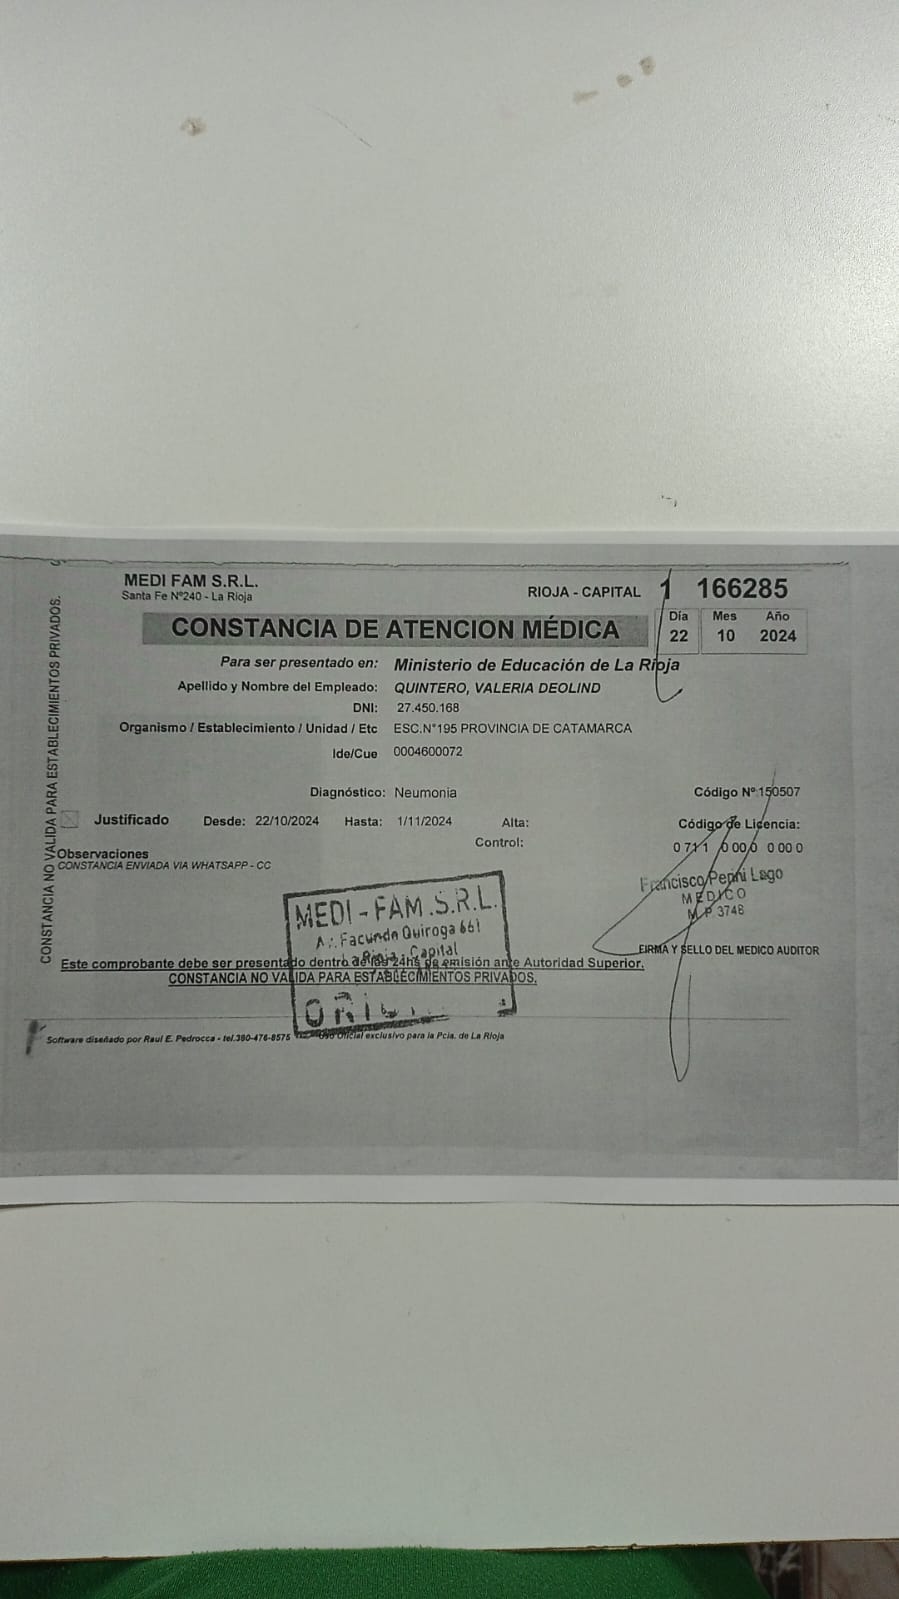 MEDI FAM S.R.L.
Santa Fe Nº240 - La Rioja
RIOJA - CAPITAL 1 166285
CONSTANCIA DE ATENCION MÉDICA
Día Mes Año
22 10 2024
Para ser presentado en: Ministerio de Educación de La Rioja
Apellido y Nombre del Empleado: QUINTERO, VALERIA DEOLIND
DNI: 27.450.168
Organismo / Establecimiento / Unidad / Etc ESC.N°195 PROVINCIA DE CATAMARCA
Ide/Cue 0004600072
Diagnóstico: Neumonia
Código Nº 150507
Justificado Desde: 22/10/2024 Hasta: 1/11/2024 Alta:
Código de Licencia:
Control:
0 7 1 1 0 0 0 0 0 0 0 0
Observaciones
CONSTANCIA ENVIADA VIA WHATSAPP - CC
Francisco Penni Lago
MEDICO
M.P 3748
FIRMA Y SELLO DEL MEDICO AUDITOR
MEDI - FAM .S.R.L.
Av. Facundo Quiroga 661
La Rioja - Capital
Este comprobante debe ser presentado dentro de las 24hs de emisión ante Autoridad Superior.
CONSTANCIA NO VALIDA PARA ESTABLECIMIENTOS PRIVADOS.
Software diseñado por Raul E. Pedrocca - tel.380-476-8575 Uso Oficial exclusivo para la Pcia. de La Rioja
CONSTANCIA NO VALIDA PARA ESTABLECIMIENTOS PRIVADOS.